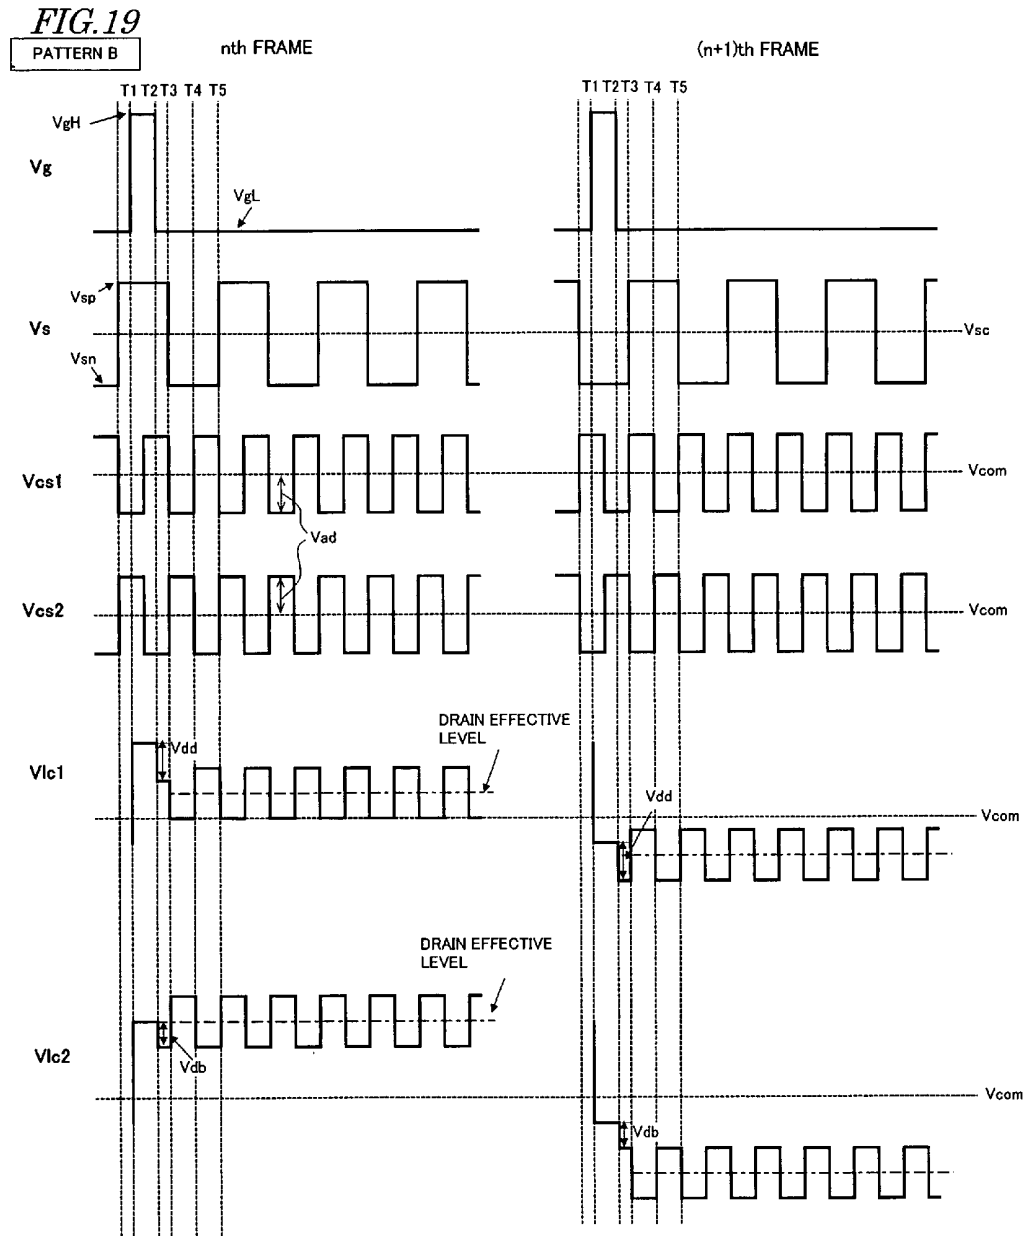 FIG.19
PATTERN B
nth FRAME
(n+1)th FRAME
T1 T2 T3 T4 T5
T1 T2 T3 T4 T5
VgH
Vg
VgL
Vsp
Vs
Vsc
Vsn
Vcs1
Vcom
Vad
Vcs2
Vcom
DRAIN EFFECTIVE
LEVEL
Vdd
Vlc1
Vdd
Vcom
DRAIN EFFECTIVE
LEVEL
Vlc2
Vdb
Vcom
Vdb